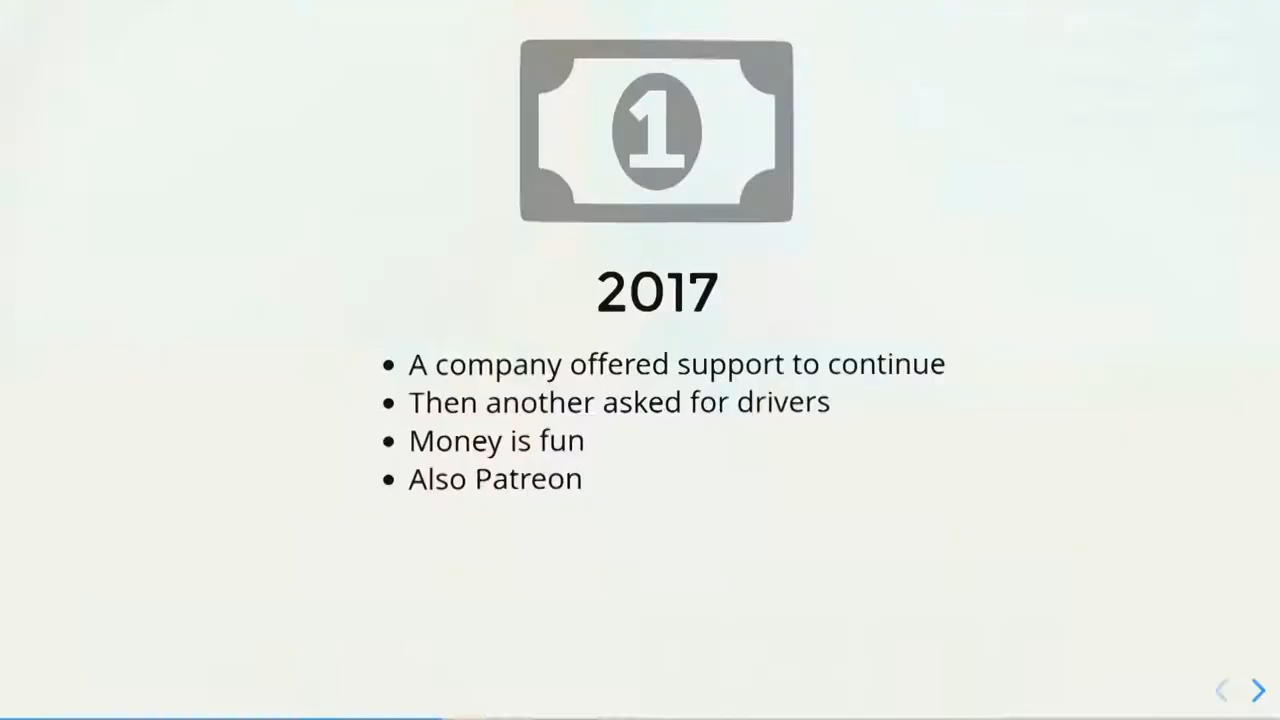 1
2017
A company offered support to continue
Then another asked for drivers
Money is fun
Also Patreon